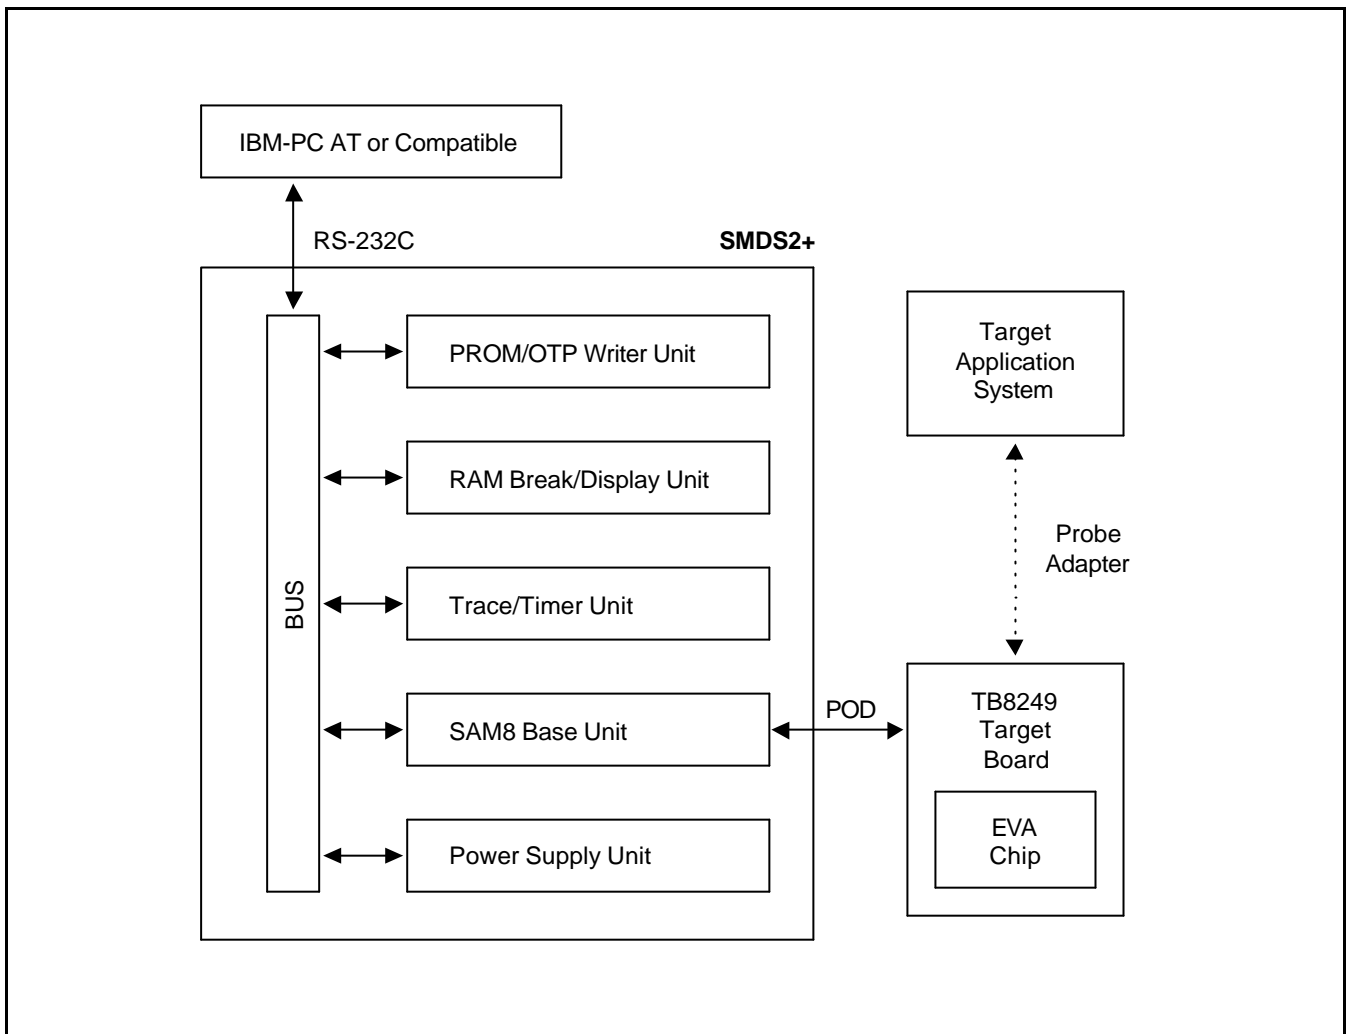 IBM-PC AT or Compatible
RS-232C
SMDS2+
BUS
PROM/OTP Writer Unit
RAM Break/Display Unit
Trace/Timer Unit
SAM8 Base Unit
Power Supply Unit
POD
Target
Application
System
Probe
Adapter
TB8249
Target
Board
EVA
Chip